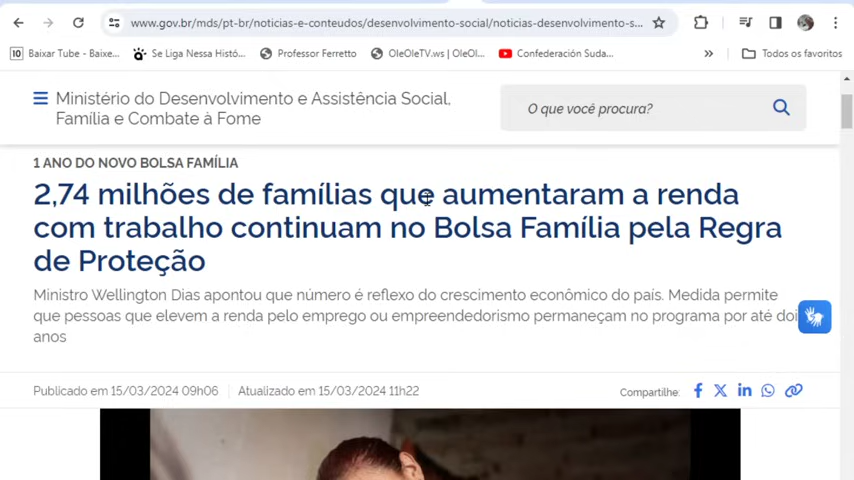 www.gov.br/mds/pt-br/noticias-e-conteudos/desenvolvimento-social/noticias-desenvolvimento-s...
10 Baixar Tube - Baixe... Se Liga Nessa Histó... Professor Ferretto OleOleTV.ws | OleOl... Confederación Suda... » Todos os favoritos
Ministério do Desenvolvimento e Assistência Social,
Família e Combate à Fome
O que você procura?
1 ANO DO NOVO BOLSA FAMÍLIA
2,74 milhões de famílias que aumentaram a renda
com trabalho continuam no Bolsa Família pela Regra
de Proteção
Ministro Wellington Dias apontou que número é reflexo do crescimento econômico do país. Medida permite
que pessoas que elevem a renda pelo emprego ou empreendedorismo permaneçam no programa por até doi
anos
Publicado em 15/03/2024 09h06 Atualizado em 15/03/2024 11h22 Compartilhe: